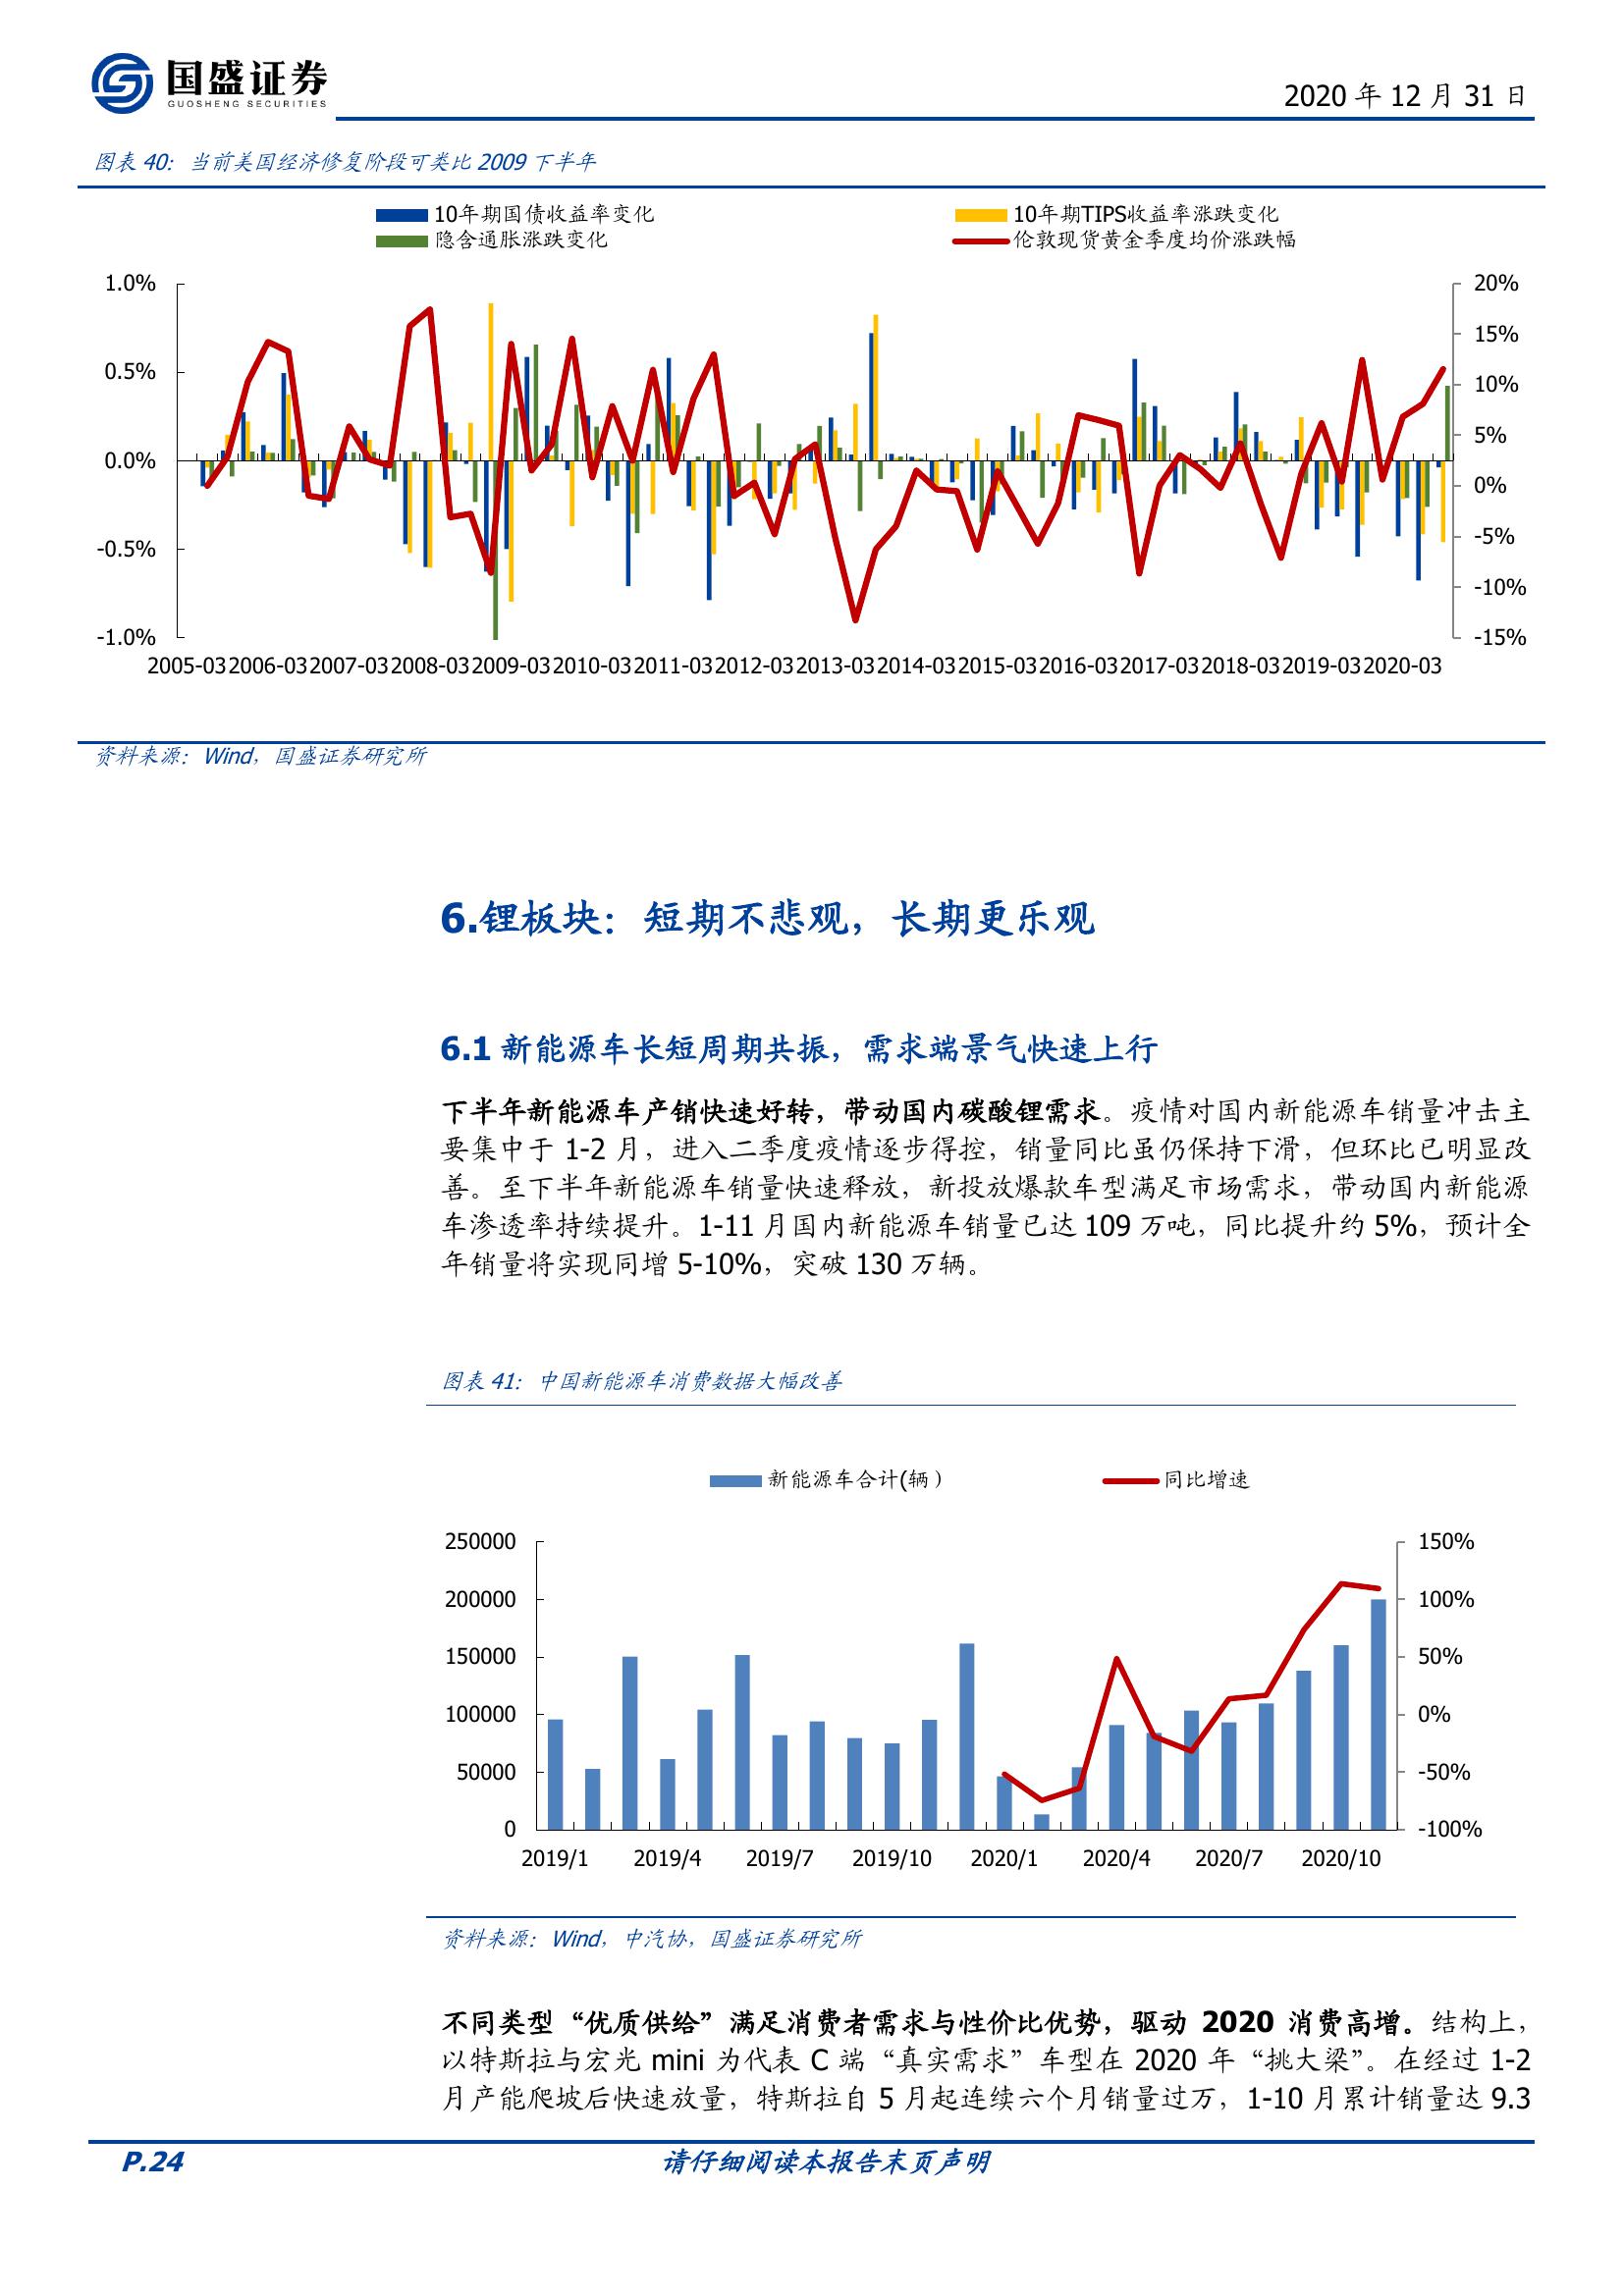 国盛证券
GUOSHENG SECURITIES
2020 年 12 月 31 日
图表 40：当前美国经济修复阶段可类比 2009 下半年
10年期国债收益率变化
10年期TIPS收益率涨跌变化
隐含通胀涨跌变化
伦敦现货黄金季度均价涨跌幅
1.0%
0.5%
0.0%
-0.5%
-1.0%
20%
15%
10%
5%
0%
-5%
-10%
-15%
2005-03 2006-03 2007-03 2008-03 2009-03 2010-03 2011-03 2012-03 2013-03 2014-03 2015-03 2016-03 2017-03 2018-03 2019-03 2020-03
资料来源：Wind，国盛证券研究所
6.锂板块：短期不悲观，长期更乐观
6.1 新能源车长短周期共振，需求端景气快速上行
下半年新能源车产销快速好转，带动国内碳酸锂需求。疫情对国内新能源车销量冲击主
要集中于 1-2 月，进入二季度疫情逐步得控，销量同比虽仍保持下滑，但环比已明显改
善。至下半年新能源车销量快速释放，新投放爆款车型满足市场需求，带动国内新能源
车渗透率持续提升。1-11 月国内新能源车销量已达 109 万吨，同比提升约 5%，预计全
年销量将实现同增 5-10%，突破 130 万辆。
图表 41：中国新能源车消费数据大幅改善
新能源车合计(辆）
同比增速
250000
200000
150000
100000
50000
0
150%
100%
50%
0%
-50%
-100%
2019/1 2019/4 2019/7 2019/10 2020/1 2020/4 2020/7 2020/10
资料来源：Wind，中汽协，国盛证券研究所
不同类型“优质供给”满足消费者需求与性价比优势，驱动 2020 消费高增。结构上，
以特斯拉与宏光 mini 为代表 C 端“真实需求”车型在 2020 年“挑大梁”。在经过 1-2
月产能爬坡后快速放量，特斯拉自 5 月起连续六个月销量过万，1-10 月累计销量达 9.3
P.24
请仔细阅读本报告末页声明